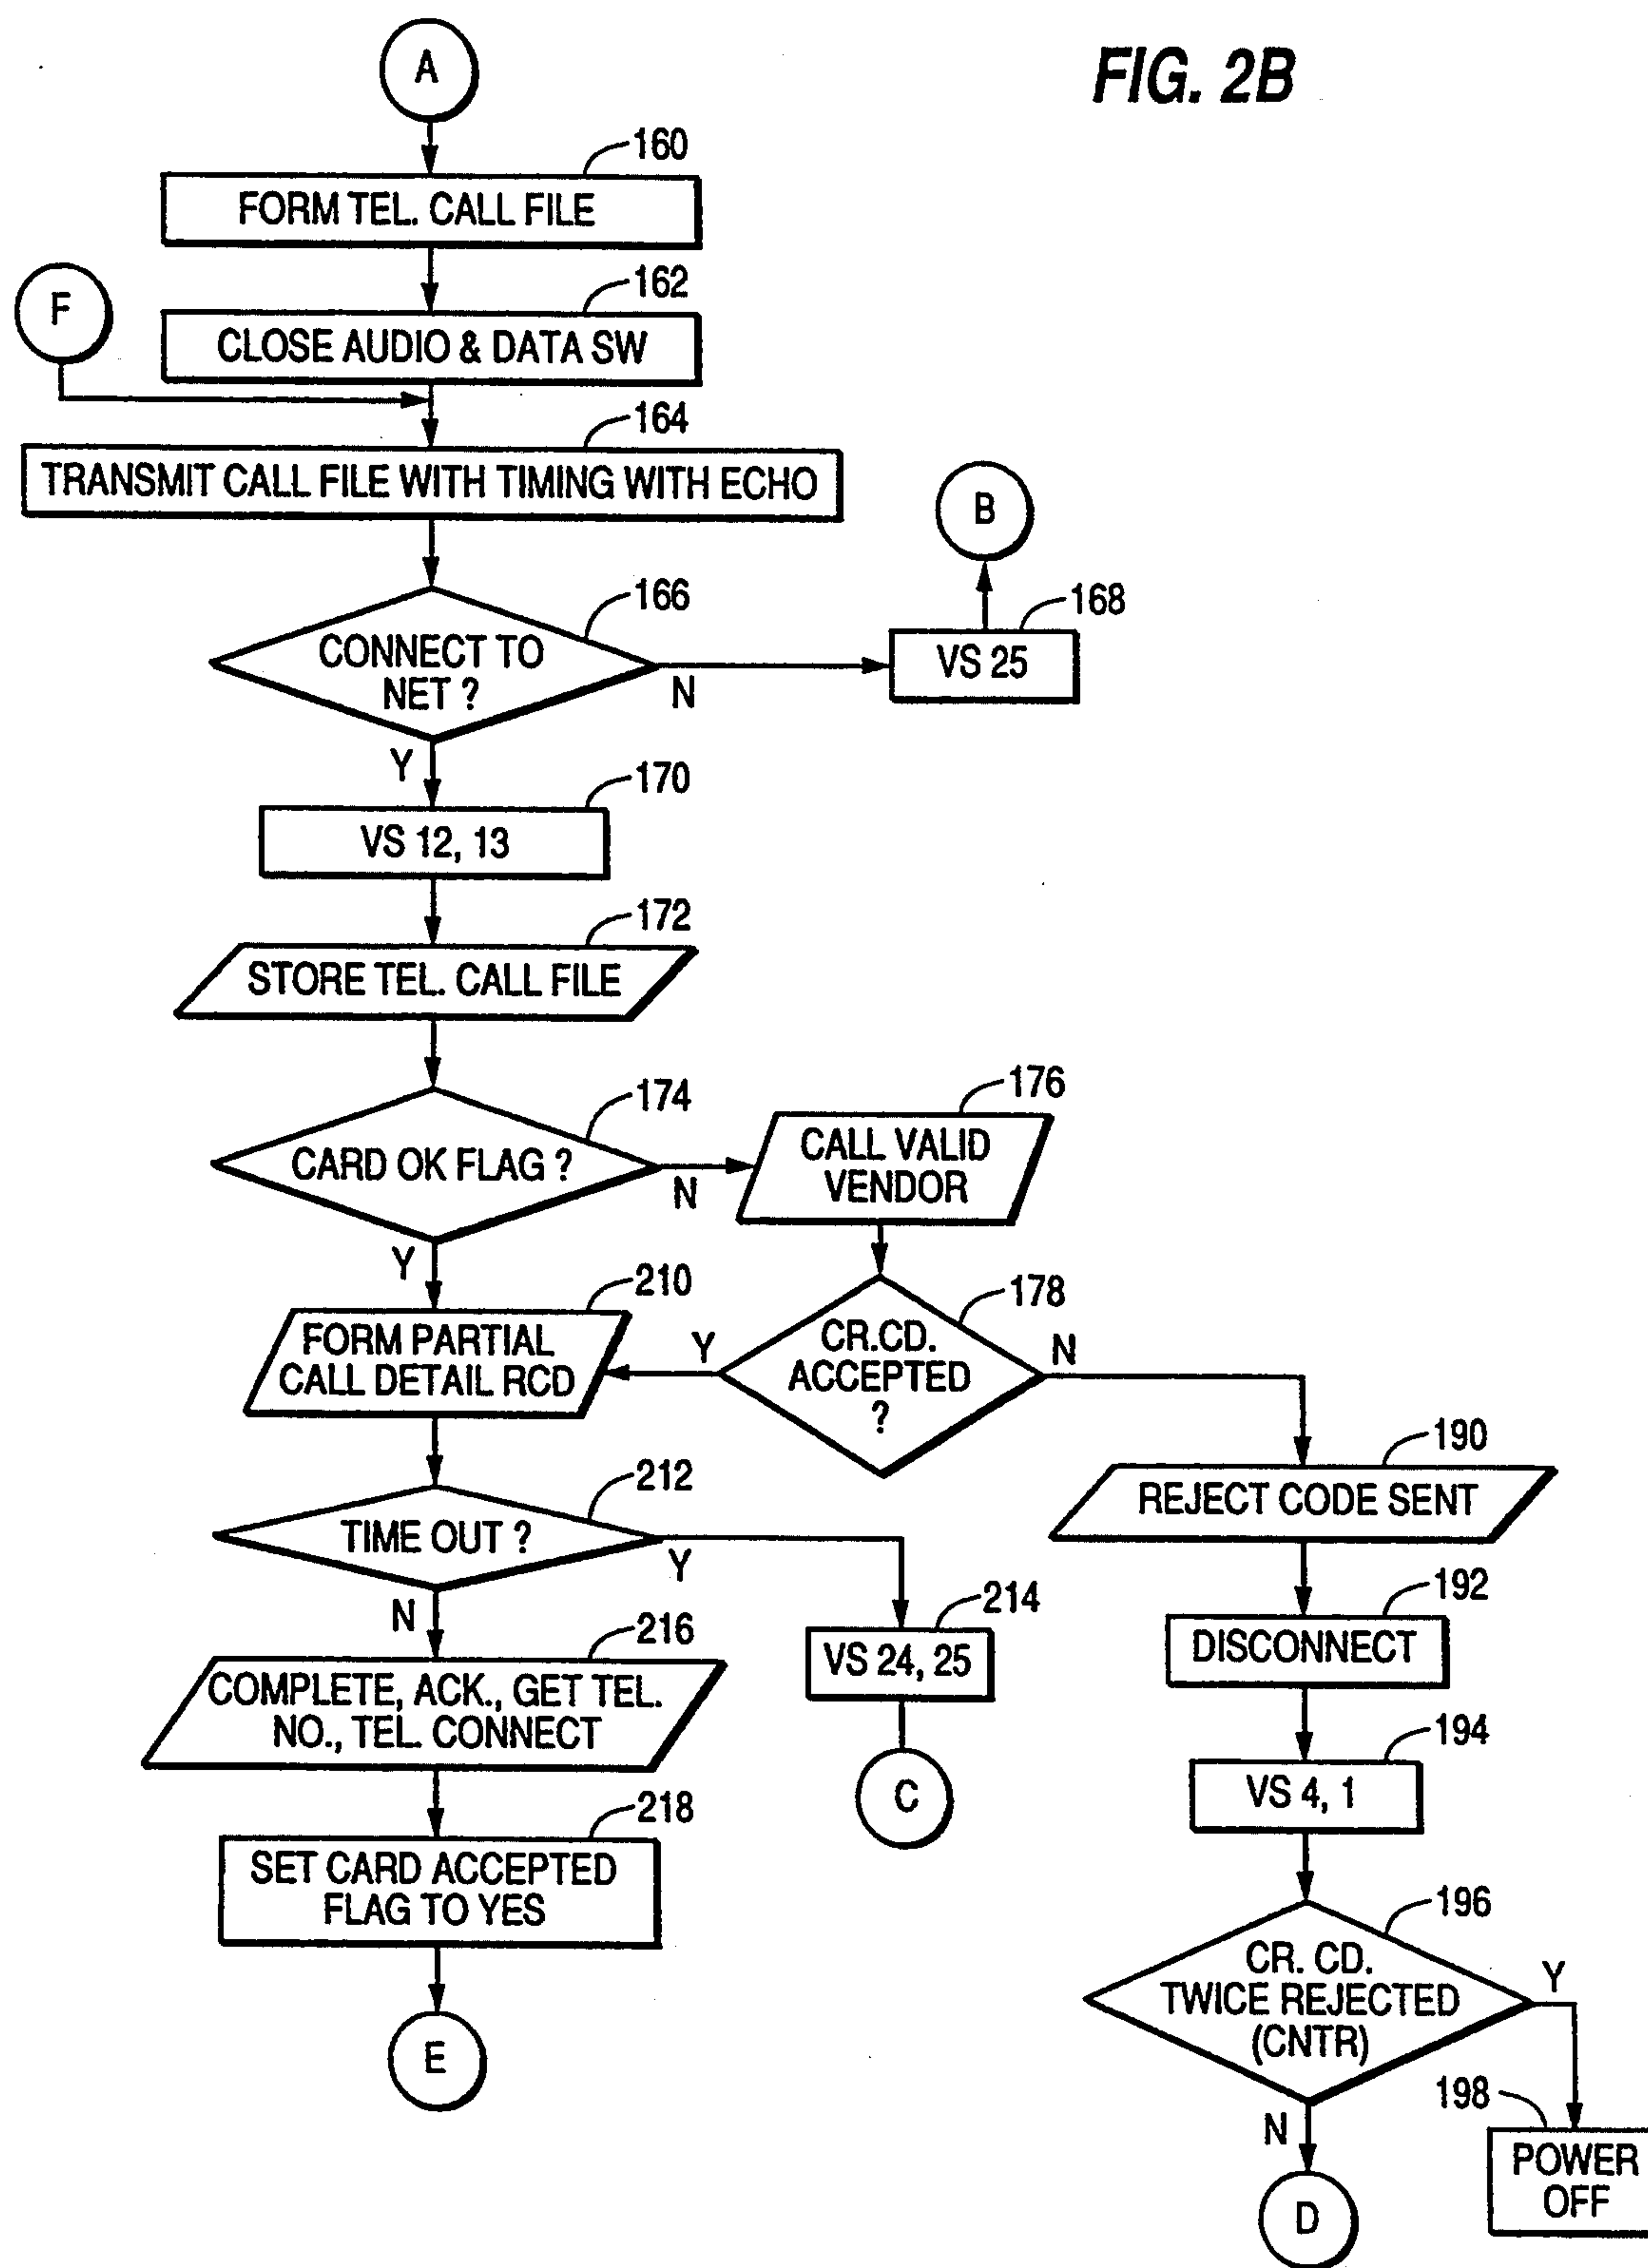 FIG. 2B
A
160
FORM TEL. CALL FILE
F
162
CLOSE AUDIO & DATA SW
164
TRANSMIT CALL FILE WITH TIMING WITH ECHO
B
166
CONNECT TO
NET ?
N
168
VS 25
Y
170
VS 12, 13
172
STORE TEL. CALL FILE
174
CARD OK FLAG ?
N
176
CALL VALID
VENDOR
Y
210
FORM PARTIAL
CALL DETAIL RCD
Y
178
CR.CD.
ACCEPTED
?
N
190
REJECT CODE SENT
212
TIME OUT ?
Y
N
214
VS 24, 25
C
192
DISCONNECT
216
COMPLETE, ACK., GET TEL.
NO., TEL. CONNECT
194
VS 4, 1
218
SET CARD ACCEPTED
FLAG TO YES
E
196
CR. CD.
TWICE REJECTED
(CNTR)
Y
N
198
POWER
OFF
D